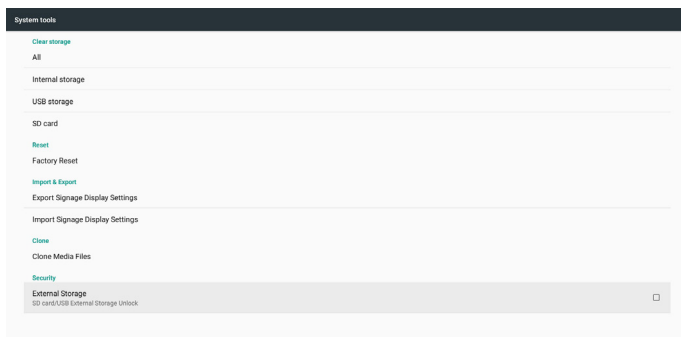 System tools
Clear storage
All
Internal storage
USB storage
SD card
Reset
Factory Reset
Import & Export
Export Signage Display Settings
Import Signage Display Settings
Clone
Clone Media Files
Security
External Storage
SD card/USB External Storage Unlock